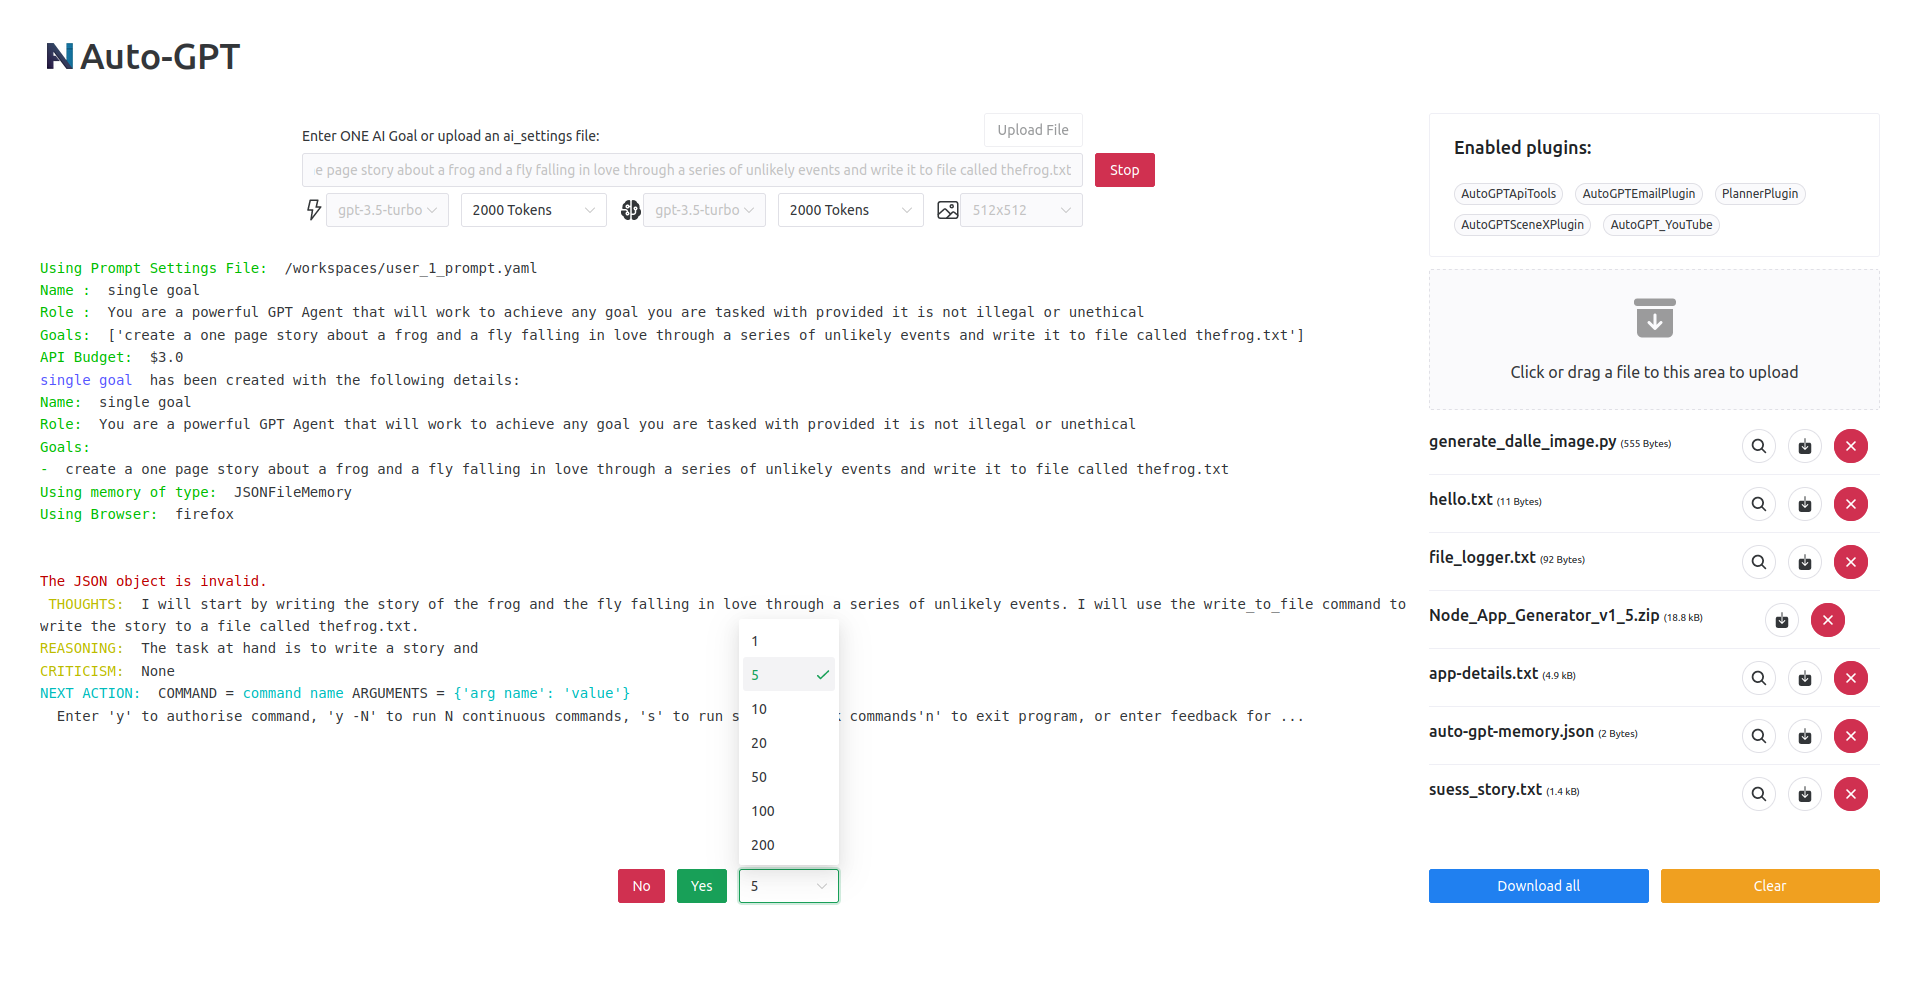 Auto-GPT
Enter ONE AI Goal or upload an ai_settings file:
Upload File
e page story about a frog and a fly falling in love through a series of unlikely events and write it to file called thefrog.txt
Stop
gpt-3.5-turbo
2000 Tokens
gpt-3.5-turbo
2000 Tokens
512x512
Using Prompt Settings File:  /workspaces/user_1_prompt.yaml
Name :  single goal
Role :  You are a powerful GPT Agent that will work to achieve any goal you are tasked with provided it is not illegal or unethical
Goals:  ['create a one page story about a frog and a fly falling in love through a series of unlikely events and write it to file called thefrog.txt']
API Budget:  $3.0
single goal  has been created with the following details:
Name:  single goal
Role:  You are a powerful GPT Agent that will work to achieve any goal you are tasked with provided it is not illegal or unethical
Goals:
-  create a one page story about a frog and a fly falling in love through a series of unlikely events and write it to file called thefrog.txt
Using memory of type:  JSONFileMemory
Using Browser:  firefox
The JSON object is invalid.
THOUGHTS:  I will start by writing the story of the frog and the fly falling in love through a series of unlikely events. I will use the write_to_file command to
write the story to a file called thefrog.txt.
REASONING:  The task at hand is to write a story and
CRITICISM:  None
NEXT ACTION:  COMMAND = command name ARGUMENTS = {'arg name': 'value'}
Enter 'y' to authorise command, 'y -N' to run N continuous commands, 's' to run s commands'n' to exit program, or enter feedback for ...
1
5
10
20
50
100
200
No
Yes
5
Enabled plugins:
AutoGPTApiTools
AutoGPTEmailPlugin
PlannerPlugin
AutoGPTSceneXPlugin
AutoGPT_YouTube
Click or drag a file to this area to upload
generate_dalle_image.py (555 Bytes)
hello.txt (11 Bytes)
file_logger.txt (92 Bytes)
Node_App_Generator_v1_5.zip (18.8 kB)
app-details.txt (4.9 kB)
auto-gpt-memory.json (2 Bytes)
suess_story.txt (1.4 kB)
Download all
Clear